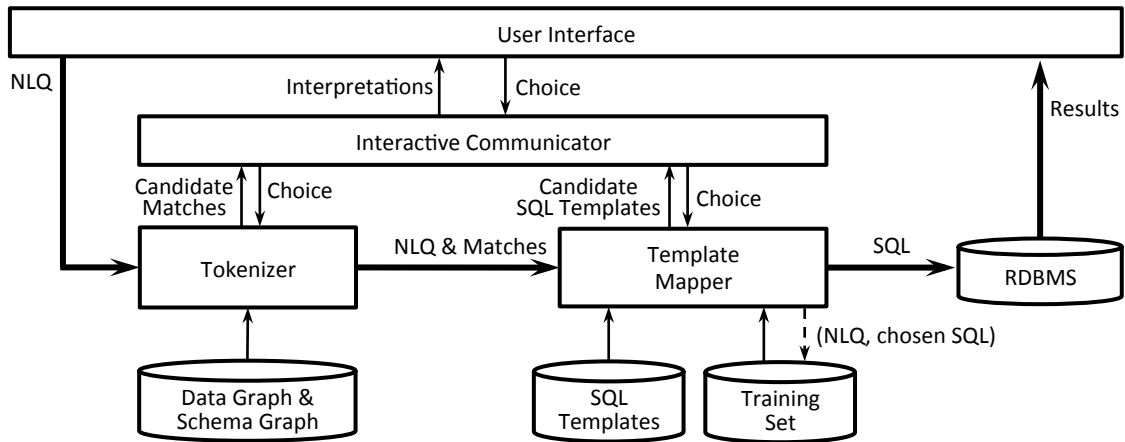 User Interface
NLQ
Interpretations
Choice
Results
Interactive Communicator
Candidate
Matches
Choice
Candidate
SQL Templates
Choice
Tokenizer
NLQ & Matches
Template
Mapper
SQL
RDBMS
(NLQ, chosen SQL)
Data Graph &
Schema Graph
SQL
Templates
Training
Set